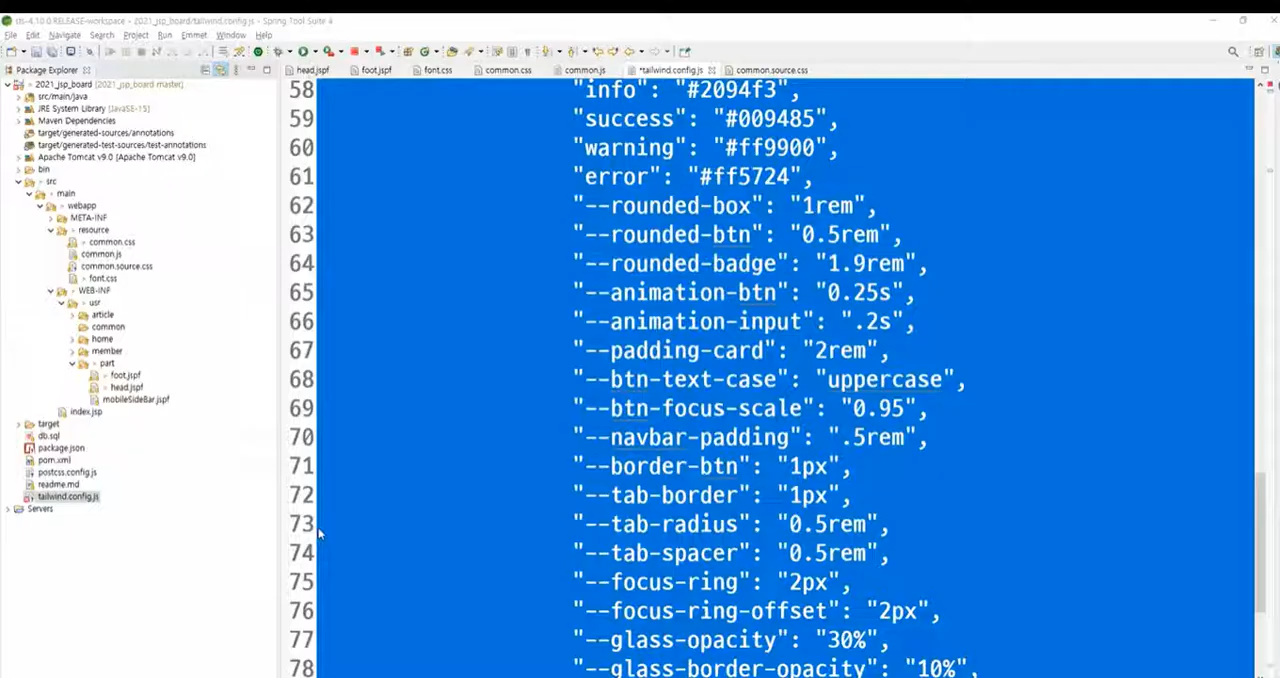 sts-4.10.0.RELEASE-workspace - 2021_jsp_board/tailwind.config.js - Spring Tool Suite 4
File Edit Navigate Search Project Run Emmet Window Help
Package Explorer
head.jspf foot.jspf font.css common.css common.js *tailwind.config.js common.source.css
2021_jsp_board [2021_jsp_board master]
src/main/java
JRE System Library [JavaSE-15]
Maven Dependencies
target/generated-sources/annotations
target/generated-test-sources/test-annotations
Apache Tomcat v9.0 [Apache Tomcat v9.0]
bin
src
main
webapp
META-INF
resource
common.css
common.js
common.source.css
font.css
WEB-INF
usr
article
common
home
member
part
foot.jspf
head.jspf
mobileSideBar.jspf
index.jsp
target
db.sql
package.json
pom.xml
postcss.config.js
readme.md
tailwind.config.js
Servers
58 "info": "#2094f3",
59 "success": "#009485",
60 "warning": "#ff9900",
61 "error": "#ff5724",
62 "--rounded-box": "1rem",
63 "--rounded-btn": "0.5rem",
64 "--rounded-badge": "1.9rem",
65 "--animation-btn": "0.25s",
66 "--animation-input": ".2s",
67 "--padding-card": "2rem",
68 "--btn-text-case": "uppercase",
69 "--btn-focus-scale": "0.95",
70 "--navbar-padding": ".5rem",
71 "--border-btn": "1px",
72 "--tab-border": "1px",
73 "--tab-radius": "0.5rem",
74 "--tab-spacer": "0.5rem",
75 "--focus-ring": "2px",
76 "--focus-ring-offset": "2px",
77 "--glass-opacity": "30%",
78 "--glass-border-opacity": "10%",